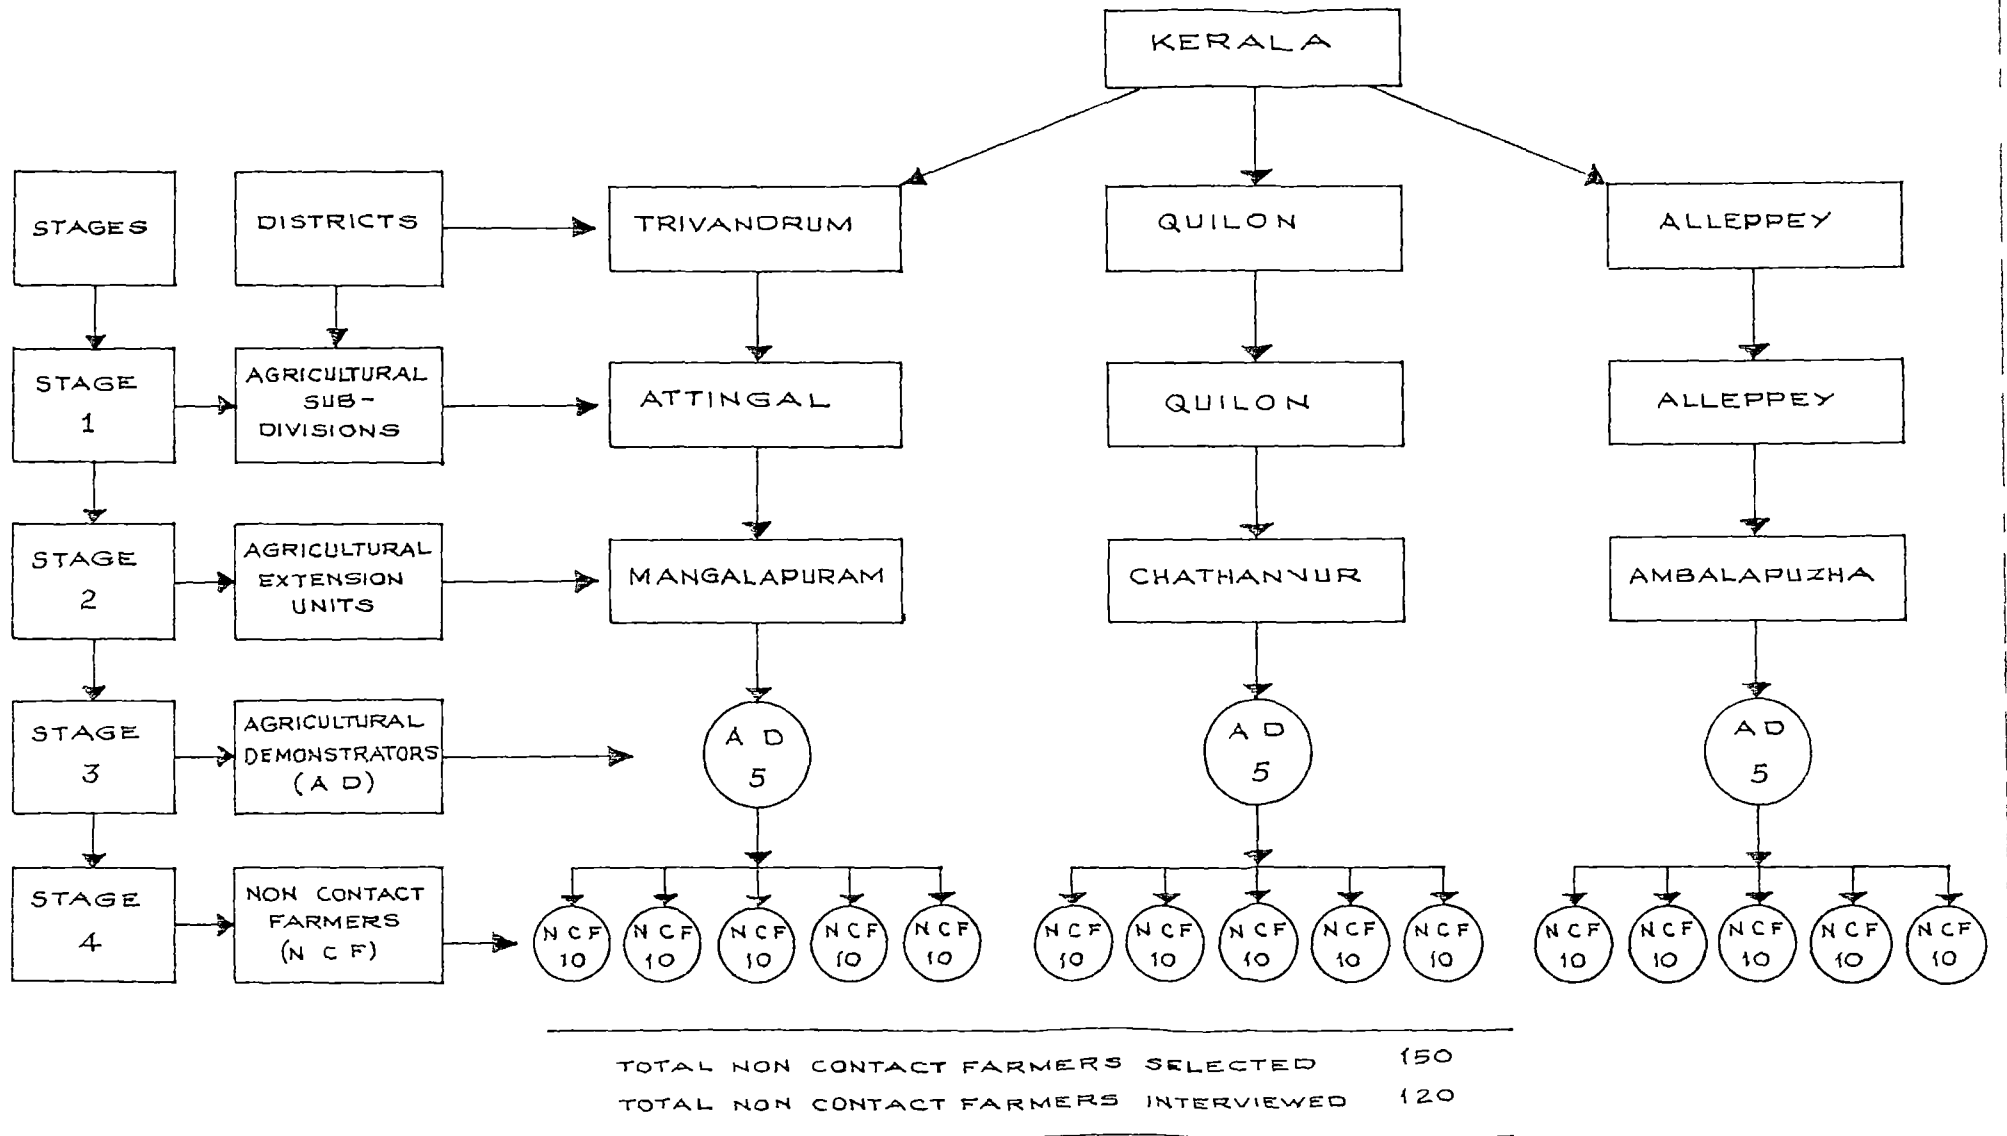 KERALA
STAGES
DISTRICTS
TRIVANDRUM
QUILON
ALLEPPEY
STAGE
1
AGRICULTURAL
SUB-
DIVISIONS
ATTINGAL
QUILON
ALLEPPEY
STAGE
2
AGRICULTURAL
EXTENSION
UNITS
MANGALAPURAM
CHATHANNUR
AMBALAPUZHA
STAGE
3
AGRICULTURAL
DEMONSTRATORS
(A D)
A D
5
A D
5
A D
5
STAGE
4
NON CONTACT
FARMERS
(N C F)
N C F
10
N C F
10
N C F
10
N C F
10
N C F
10
N C F
10
N C F
10
N C F
10
N C F
10
N C F
10
N C F
10
N C F
10
N C F
10
N C F
10
N C F
10
TOTAL NON CONTACT FARMERS SELECTED 150
TOTAL NON CONTACT FARMERS INTERVIEWED 120